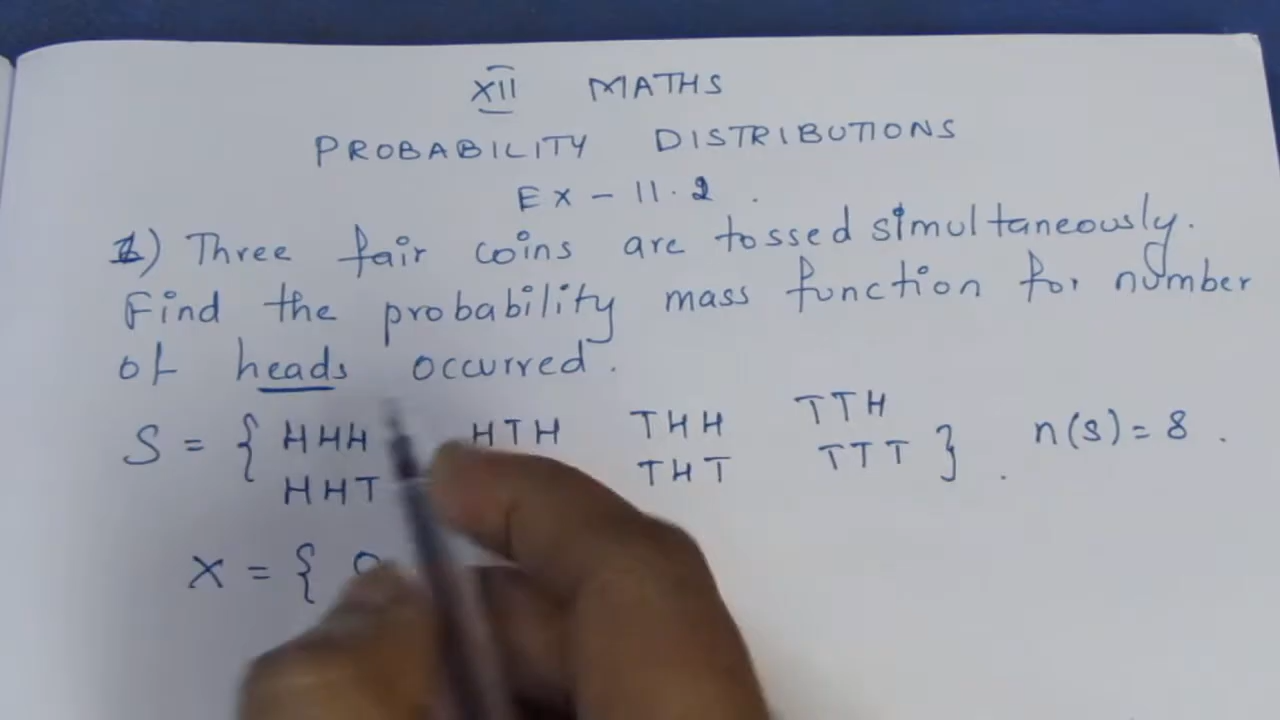 XII MATHS
PROBABILITY DISTRIBUTIONS
EX - 11.2.
1) Three fair coins are tossed simultaneously.
Find the probability mass function for number
of heads occurred.
S = { HHH HTH THH TTH
HHT THT TTT }. n(s) = 8.
X = { 0